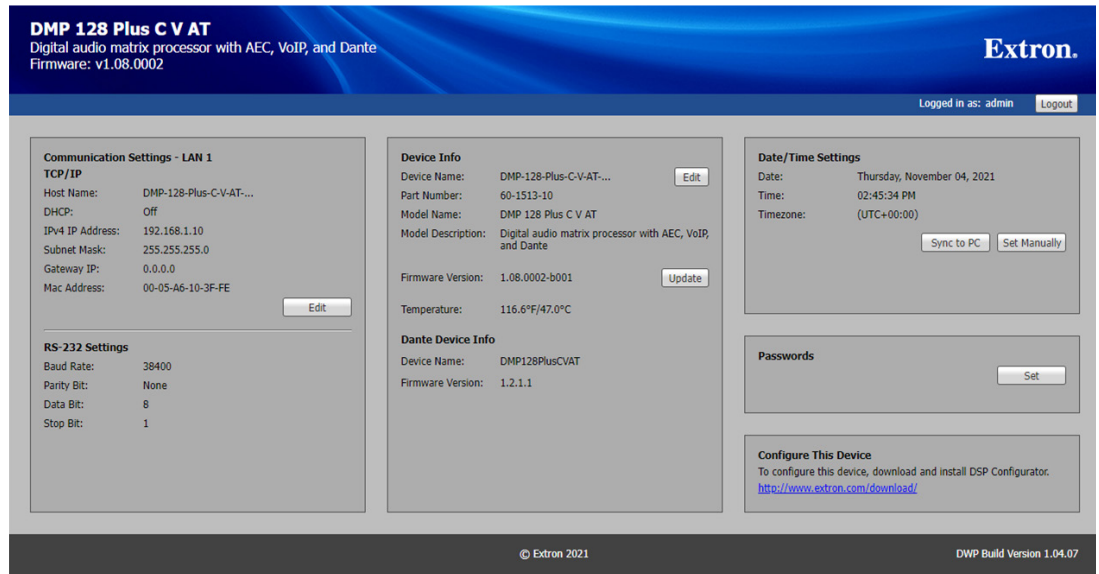 DMP 128 Plus C V AT
Digital audio matrix processor with AEC, VoIP, and Dante
Firmware: v1.08.0002
Extron.
Logged in as: admin
Logout
Communication Settings - LAN 1
TCP/IP
Host Name: DMP-128-Plus-C-V-AT-...
DHCP: Off
IPv4 IP Address: 192.168.1.10
Subnet Mask: 255.255.255.0
Gateway IP: 0.0.0.0
Mac Address: 00-05-A6-10-3F-FE
Edit
RS-232 Settings
Baud Rate: 38400
Parity Bit: None
Data Bit: 8
Stop Bit: 1
Device Info
Device Name: DMP-128-Plus-C-V-AT-... Edit
Part Number: 60-1513-10
Model Name: DMP 128 Plus C V AT
Model Description: Digital audio matrix processor with AEC, VoIP,
and Dante
Firmware Version: 1.08.0002-b001 Update
Temperature: 116.6°F/47.0°C
Dante Device Info
Device Name: DMP128PlusCVAT
Firmware Version: 1.2.1.1
Date/Time Settings
Date: Thursday, November 04, 2021
Time: 02:45:34 PM
Timezone: (UTC+00:00)
Sync to PC Set Manually
Passwords
Set
Configure This Device
To configure this device, download and install DSP Configurator.
http://www.extron.com/download/
© Extron 2021
DWP Build Version 1.04.07